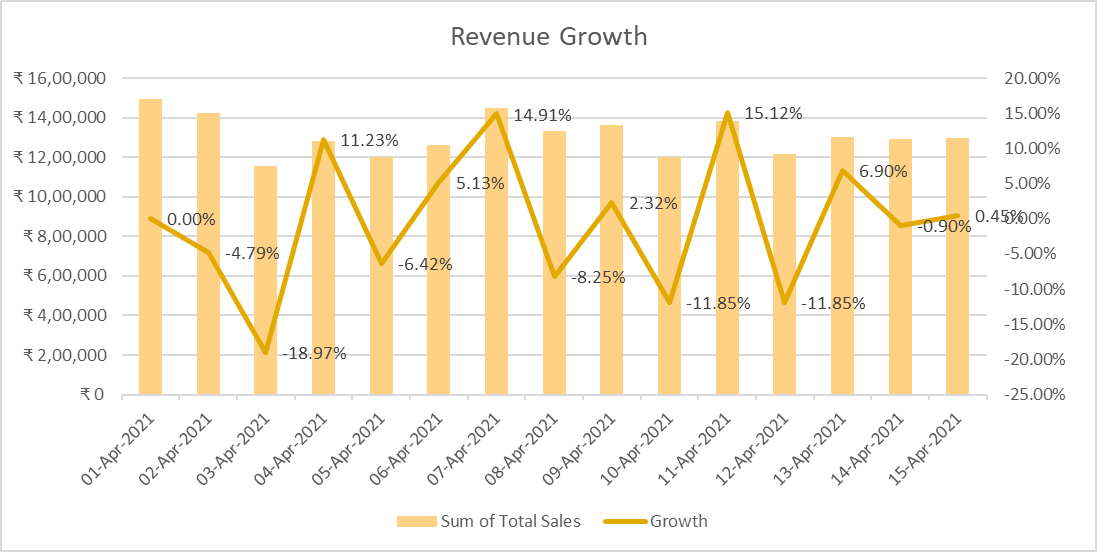 Revenue Growth
₹ 16,00,000
₹ 14,00,000
₹ 12,00,000
₹ 10,00,000
₹ 8,00,000
₹ 6,00,000
₹ 4,00,000
₹ 2,00,000
₹ 0
20.00%
15.00%
10.00%
5.00%
0.00%
-5.00%
-10.00%
-15.00%
-20.00%
-25.00%
0.00%
-4.79%
-18.97%
11.23%
-6.42%
5.13%
14.91%
-8.25%
2.32%
-11.85%
15.12%
-11.85%
6.90%
-0.90%
0.45%
01-Apr-2021
02-Apr-2021
03-Apr-2021
04-Apr-2021
05-Apr-2021
06-Apr-2021
07-Apr-2021
08-Apr-2021
09-Apr-2021
10-Apr-2021
11-Apr-2021
12-Apr-2021
13-Apr-2021
14-Apr-2021
15-Apr-2021
Sum of Total Sales
Growth